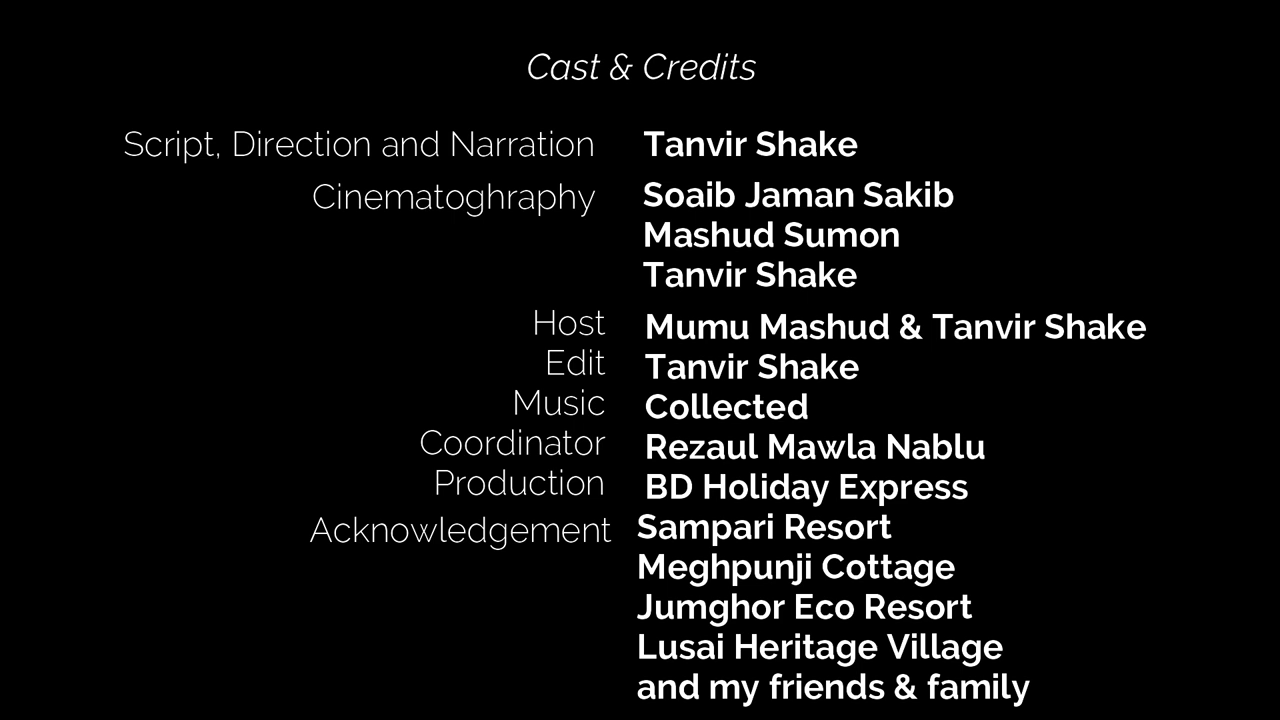 Cast & Credits
Script, Direction and Narration Tanvir Shake
Cinematoghraphy Soaib Jaman Sakib
Mashud Sumon
Tanvir Shake
Host Mumu Mashud & Tanvir Shake
Edit Tanvir Shake
Music Collected
Coordinator Rezaul Mawla Nablu
Production BD Holiday Express
Acknowledgement Sampari Resort
Meghpunji Cottage
Jumghor Eco Resort
Lusai Heritage Village
and my friends & family